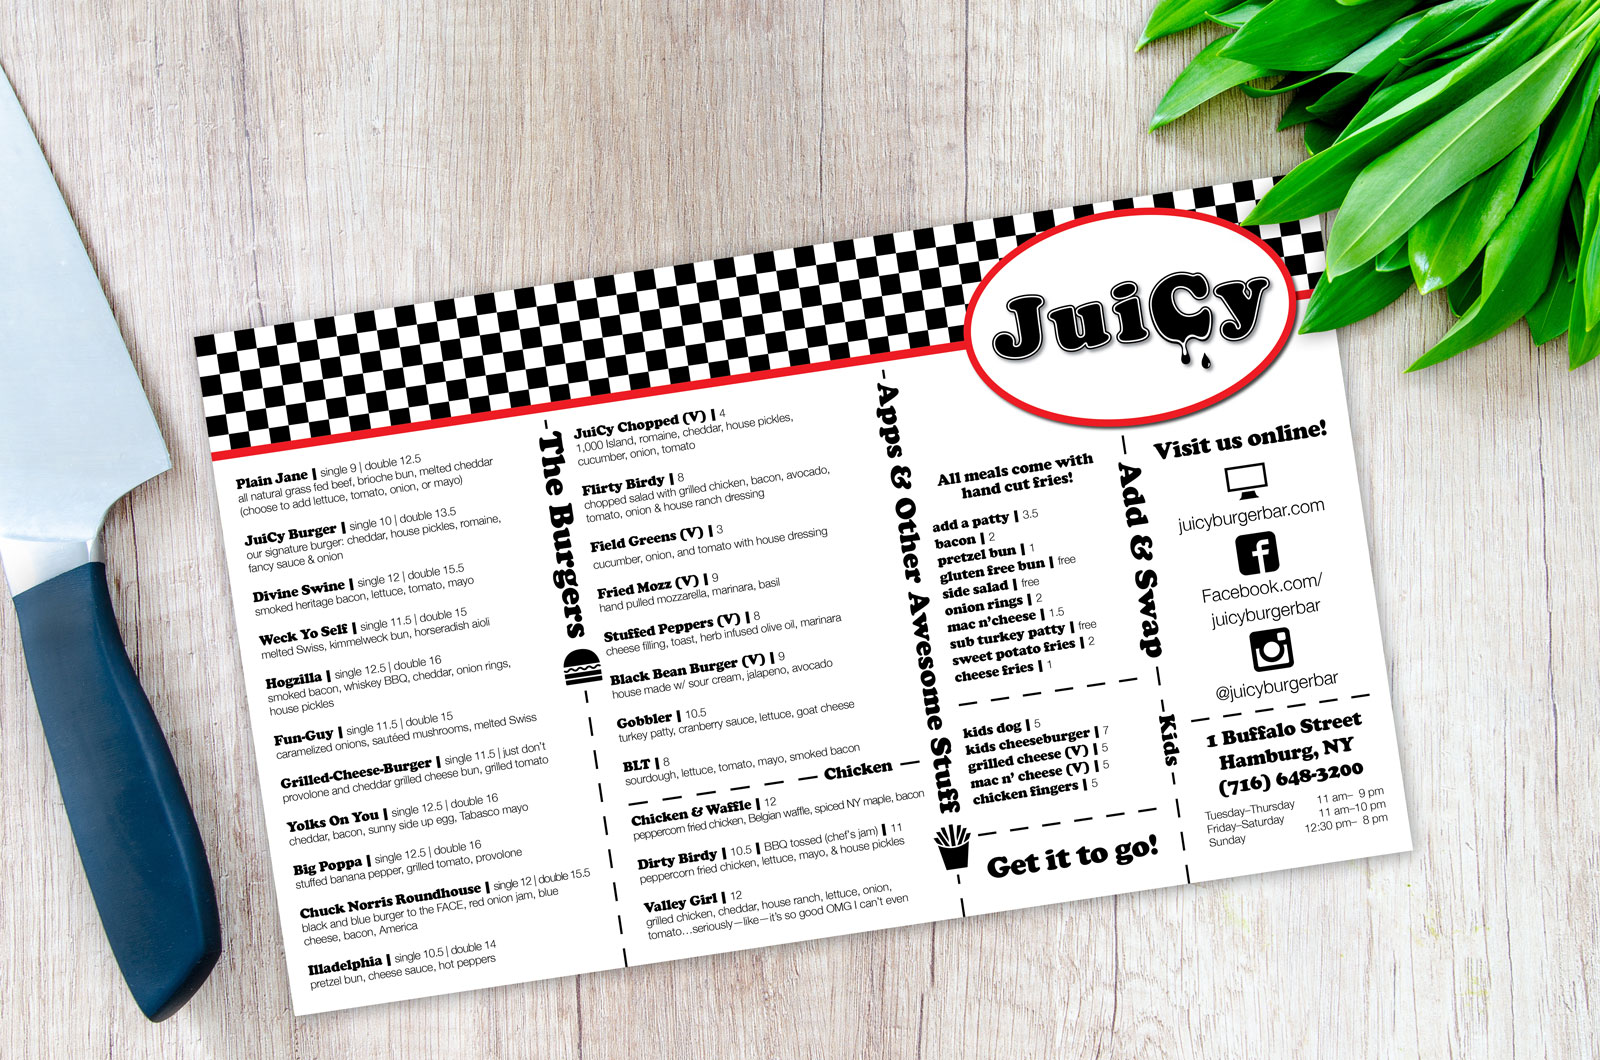 JuiCy
The Burgers
Plain Jane | single 9 | double 12.5
all natural grass fed beef, brioche bun, melted cheddar
(choose to add lettuce, tomato, onion, or mayo)
JuiCy Burger | single 10 | double 13.5
our signature burger: cheddar, house pickles, romaine,
fancy sauce & onion
Divine Swine | single 12 | double 15.5
smoked heritage bacon, lettuce, tomato, mayo
Weck Yo Self | single 11.5 | double 15
melted Swiss, kimmelweck bun, horseradish aioli
Hogzilla | single 12.5 | double 16
smoked bacon, whiskey BBQ, cheddar, onion rings,
house pickles
Fun-Guy | single 11.5 | double 15
caramelized onions, sautéed mushrooms, melted Swiss
Grilled-Cheese-Burger | single 11.5 | just don't
provolone and cheddar grilled cheese bun, grilled tomato
Yolks On You | single 12.5 | double 16
cheddar, bacon, sunny side up egg, Tabasco mayo
Big Poppa | single 12.5 | double 16
stuffed banana pepper, grilled tomato, provolone
Chuck Norris Roundhouse | single 12 | double 15.5
black and blue burger to the FACE, red onion jam, blue
cheese, bacon, America
Illadelphia | single 10.5 | double 14
pretzel bun, cheese sauce, hot peppers
Apps & Other Awesome Stuff
JuiCy Chopped (V) | 4
1,000 Island, romaine, cheddar, house pickles,
cucumber, onion, tomato
Flirty Birdy | 8
chopped salad with grilled chicken, bacon, avocado,
tomato, onion & house ranch dressing
Field Greens (V) | 3
cucumber, onion, and tomato with house dressing
Fried Mozz (V) | 9
hand pulled mozzarella, marinara, basil
Stuffed Peppers (V) | 8
cheese filling, toast, herb infused olive oil, marinara
Black Bean Burger (V) | 9
house made w/ sour cream, jalapeno, avocado
Gobbler | 10.5
turkey patty, cranberry sauce, lettuce, goat cheese
BLT | 8
sourdough, lettuce, tomato, mayo, smoked bacon
Chicken
Chicken & Waffle | 12
peppercorn fried chicken, Belgian waffle, spiced NY maple, bacon
Dirty Birdy | 10.5 | BBQ tossed (chef's jam) | 11
peppercorn fried chicken, lettuce, mayo, & house pickles
Valley Girl | 12
grilled chicken, cheddar, house ranch, lettuce, onion,
tomato...seriously—like—it's so good OMG I can't even
Add & Swap
All meals come with
hand cut fries!
add a patty | 3.5
bacon | 2
pretzel bun | 1
gluten free bun | free
side salad | free
onion rings | 2
mac n'cheese | 1.5
sub turkey patty | free
sweet potato fries | 2
cheese fries | 1
Kids
kids dog | 5
kids cheeseburger | 7
grilled cheese (V) | 5
mac n' cheese (V) | 5
chicken fingers | 5
Get it to go!
Visit us online!
juicyburgerbar.com
Facebook.com/
juicyburgerbar
@juicyburgerbar
1 Buffalo Street
Hamburg, NY
(716) 648-3200
Tuesday–Thursday 11 am– 9 pm
Friday–Saturday 11 am–10 pm
Sunday 12:30 pm– 8 pm